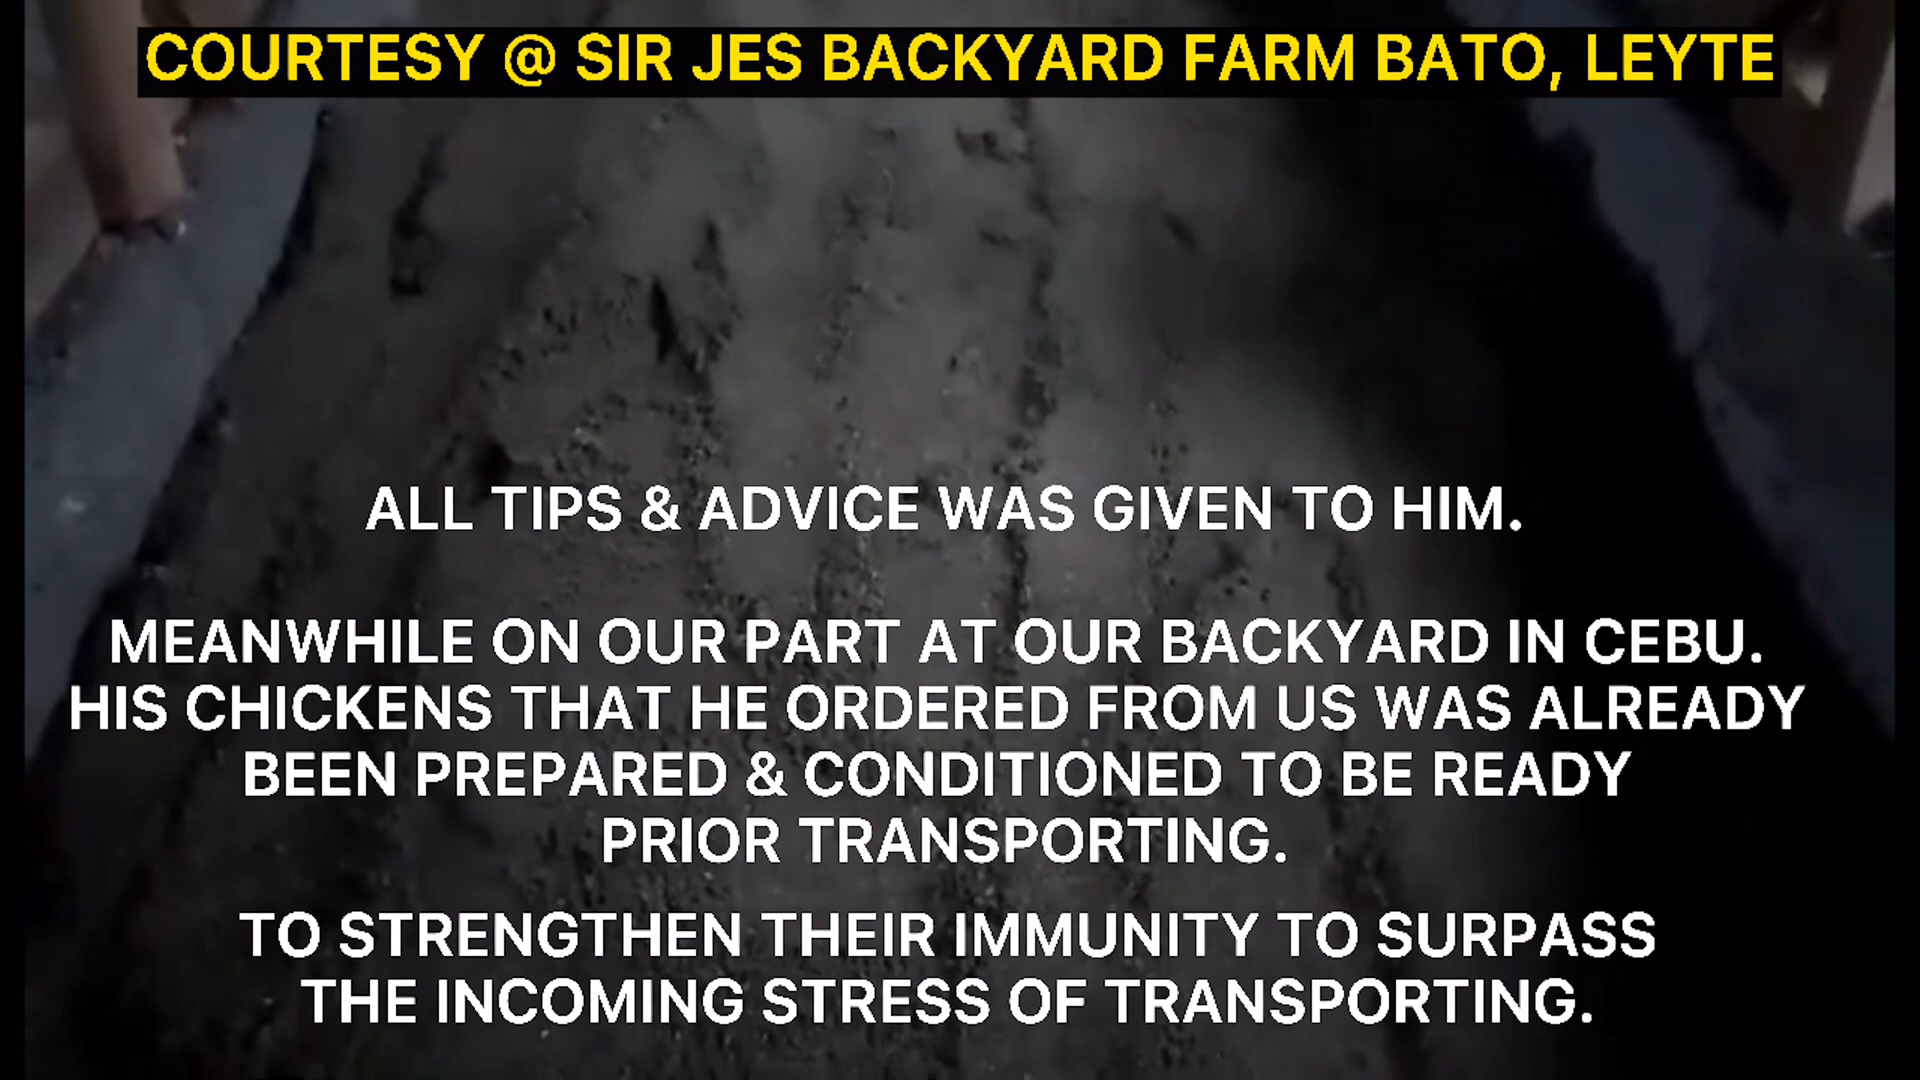 COURTESY @ SIR JES BACKYARD FARM BATO, LEYTE
ALL TIPS & ADVICE WAS GIVEN TO HIM.
MEANWHILE ON OUR PART AT OUR BACKYARD IN CEBU.
HIS CHICKENS THAT HE ORDERED FROM US WAS ALREADY
BEEN PREPARED & CONDITIONED TO BE READY
PRIOR TRANSPORTING.
TO STRENGTHEN THEIR IMMUNITY TO SURPASS
THE INCOMING STRESS OF TRANSPORTING.